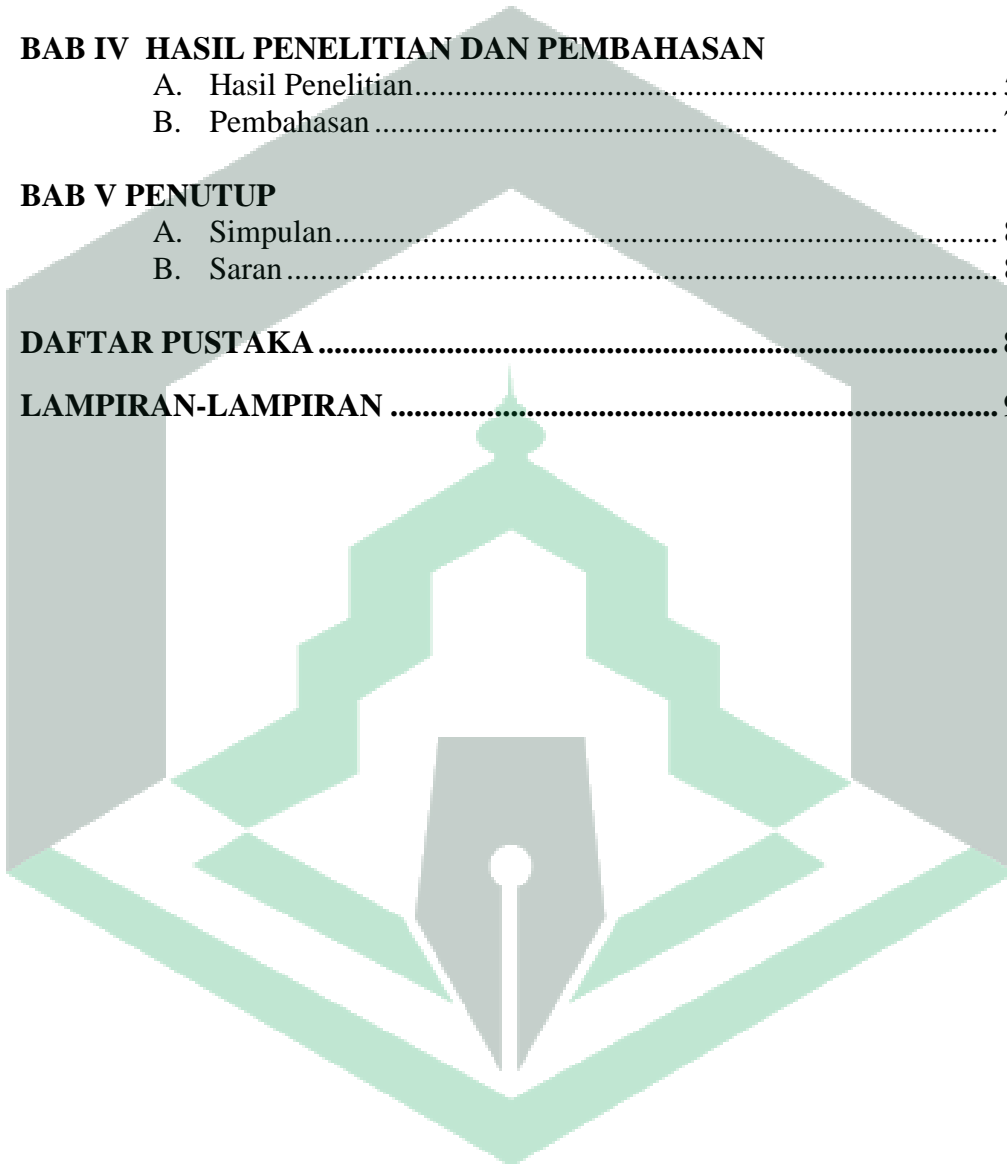 BAB IV HASIL PENELITIAN DAN PEMBAHASAN
A. Hasil Penelitian........................................................................
B. Pembahasan............................................................................
BAB V PENUTUP
A. Simpulan..................................................................................
B. Saran........................................................................................
DAFTAR PUSTAKA....................................................................................
LAMPIRAN-LAMPIRAN...........................................................................